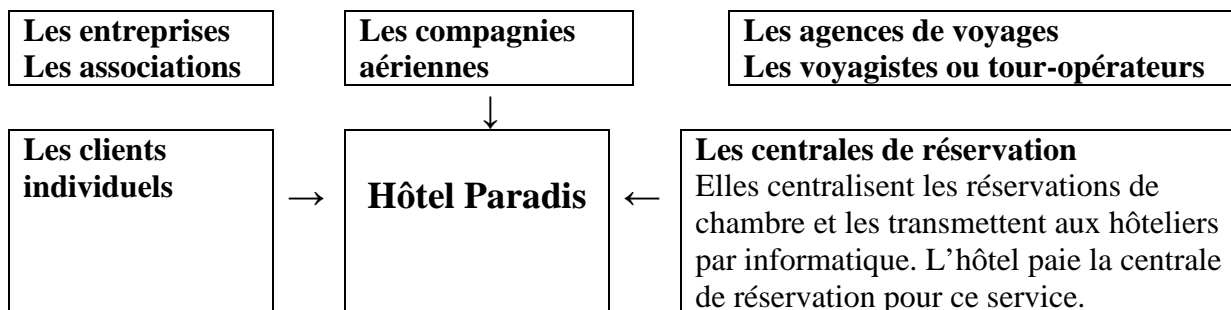 Les entreprises
Les associations
Les compagnies
aériennes
Les agences de voyages
Les voyagistes ou tour-opérateurs
↓
Les clients
individuels
→
Hôtel Paradis
←
Les centrales de réservation
Elles centralisent les réservations de
chambre et les transmettent aux hôteliers
par informatique. L’hôtel paie la centrale
de réservation pour ce service.